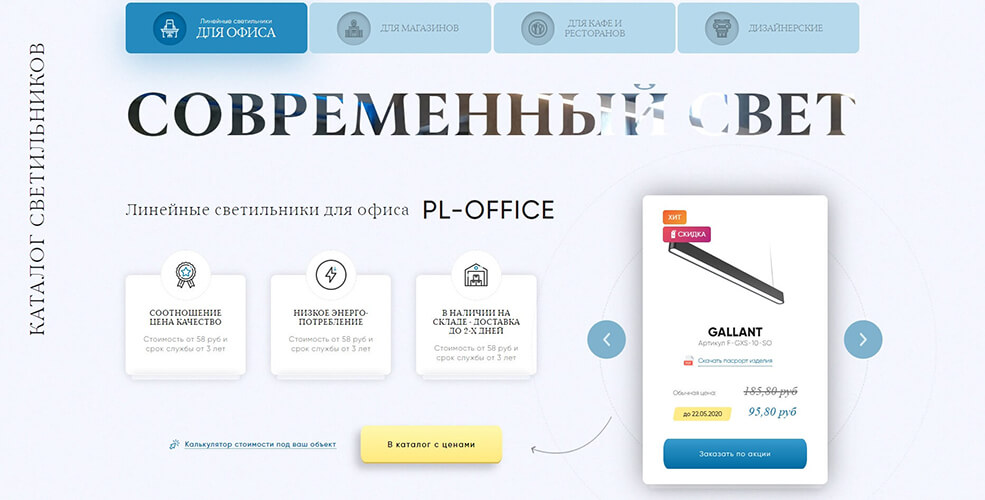 Линейные светильники
ДЛЯ ОФИСА
ДЛЯ МАГАЗИНОВ
ДЛЯ КАФЕ И
РЕСТОРАНОВ
ДИЗАЙНЕРСКИЕ
КАТАЛОГ СВЕТИЛЬНИКОВ
СОВРЕМЕННЫЙ СВЕТ
Линейные светильники для офиса PL-OFFICE
СООТНОШЕНИЕ
ЦЕНА КАЧЕСТВО
Стоимость от 58 руб и
срок службы от 3 лет
НИЗКОЕ ЭНЕРГО-
ПОТРЕБЛЕНИЕ
Стоимость от 58 руб и
срок службы от 3 лет
В НАЛИЧИИ НА
СКЛАДЕ - ДОСТАВКА
ДО 2-Х ДНЕЙ
Стоимость от 58 руб и
срок службы от 3 лет
Калькулятор стоимости под ваш объект
В каталог с ценами
ХИТ
СКИДКА
GALLANT
Артикул F-GXS-10-SO
Скачать паспорт изделия
Обычная цена:
185,80 руб
до 22.05.2020
95,80 руб
Заказать по акции